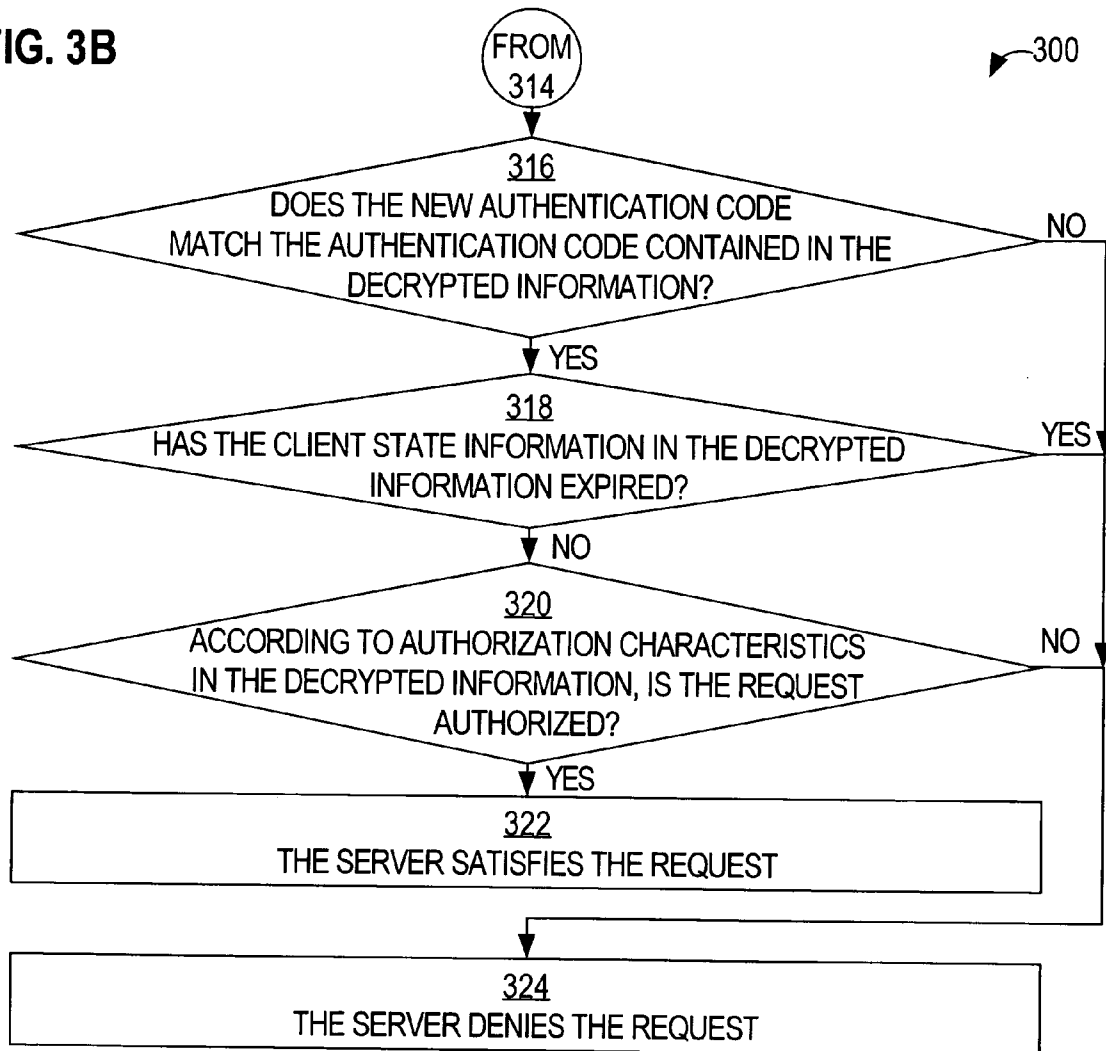 FIG. 3B
FROM
314
300
316
DOES THE NEW AUTHENTICATION CODE
MATCH THE AUTHENTICATION CODE CONTAINED IN THE
DECRYPTED INFORMATION?
NO
YES
318
HAS THE CLIENT STATE INFORMATION IN THE DECRYPTED
INFORMATION EXPIRED?
YES
NO
320
ACCORDING TO AUTHORIZATION CHARACTERISTICS
IN THE DECRYPTED INFORMATION, IS THE REQUEST
AUTHORIZED?
NO
YES
322
THE SERVER SATISFIES THE REQUEST
324
THE SERVER DENIES THE REQUEST